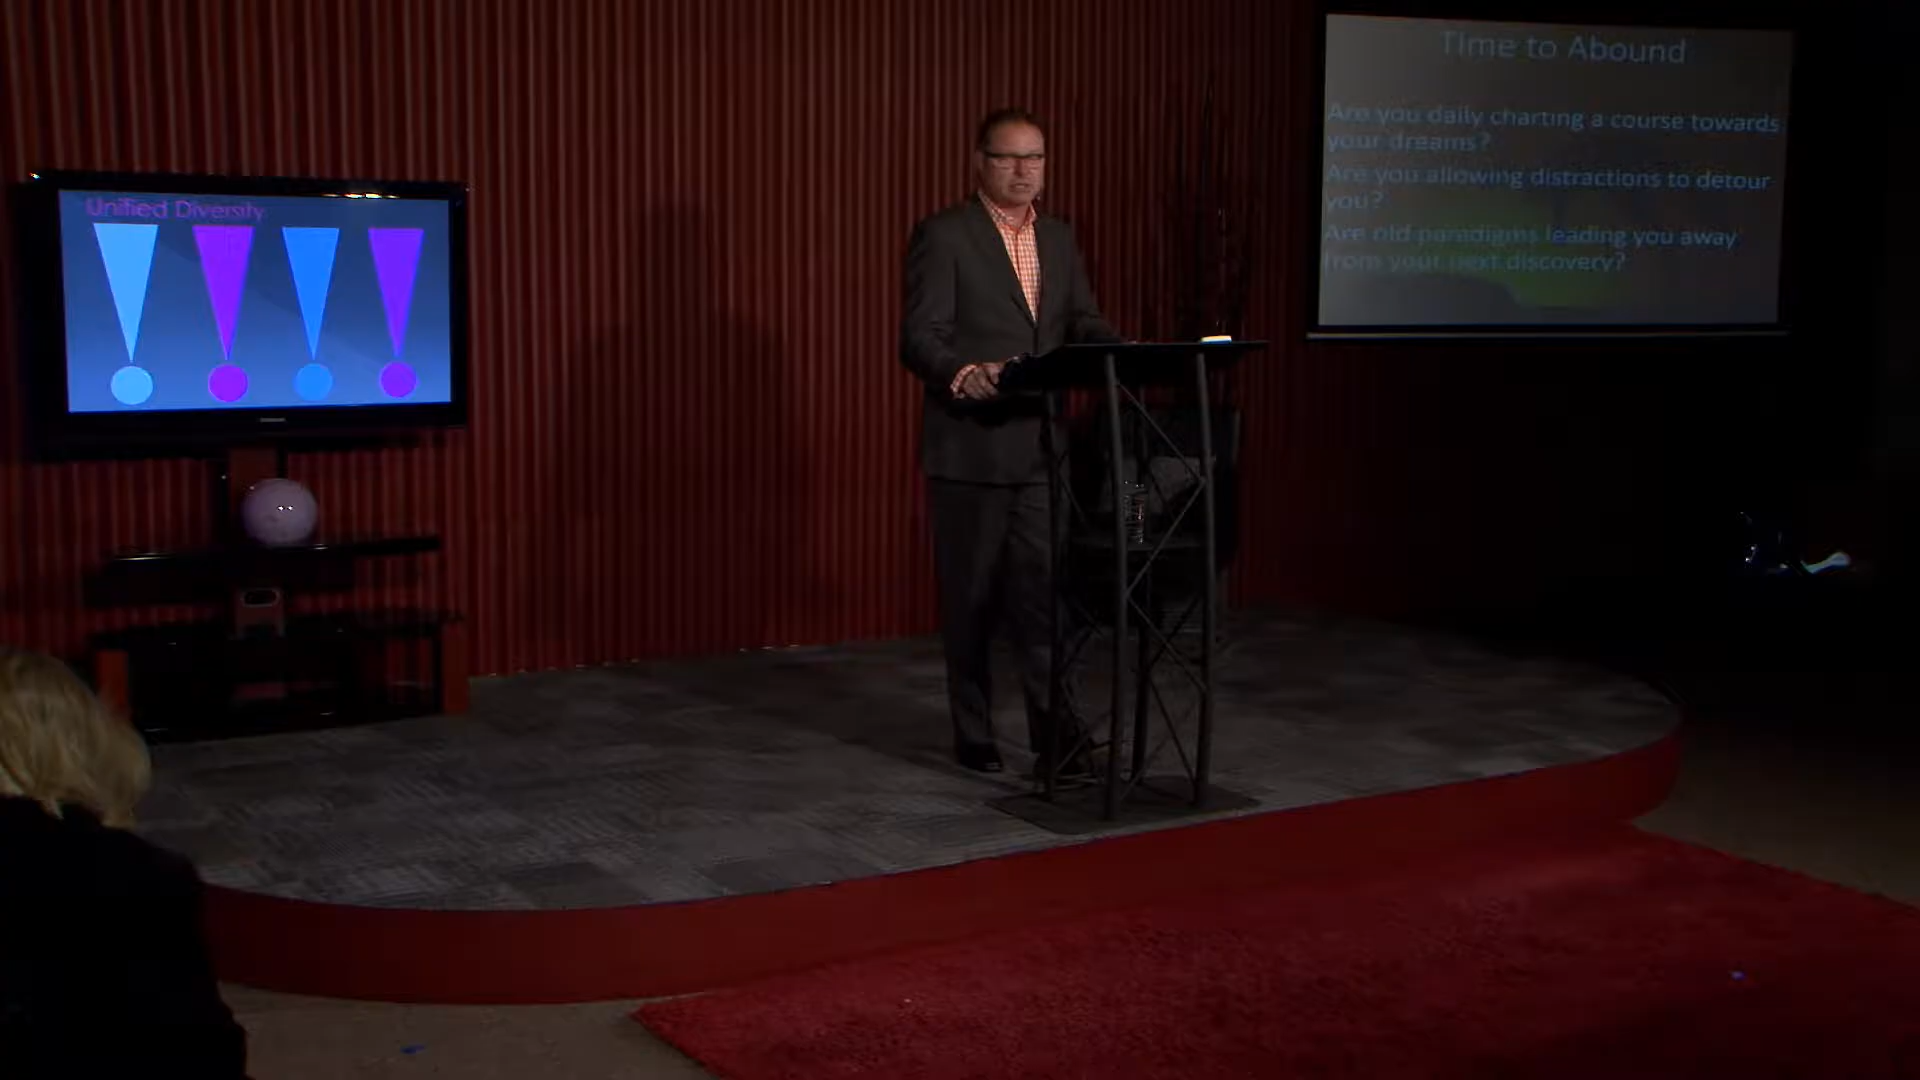 Unified Diversity
Time to Abound
Are you daily charting a course towards
your dreams?
Are you allowing distractions to detour
you?
Are old paradigms leading you away
from your next discovery?